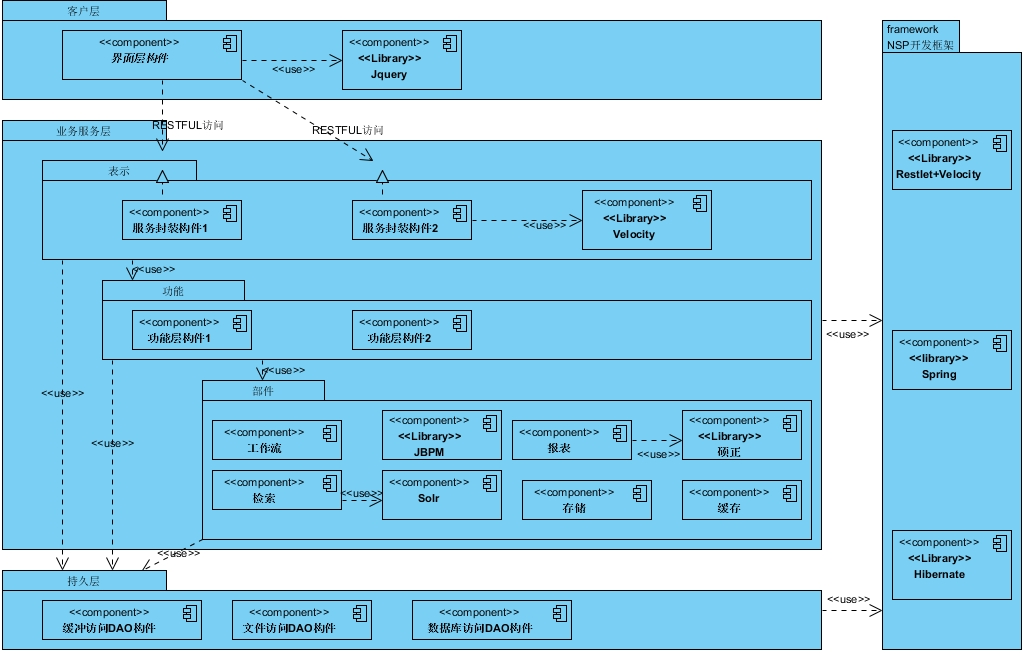 客户层
<<component>>
界面层构件
<<use>>
<<component>>
<<Library>>
Jquery
framework
NSP开发框架
RESTFUL访问
RESTFUL访问
业务服务层
表示
<<component>>
服务封装构件1
<<component>>
服务封装构件2
<<use>>
<<component>>
<<Library>>
Velocity
<<component>>
<<Library>>
Restlet+Velocity
<<use>>
功能
<<component>>
功能层构件1
<<component>>
功能层构件2
<<use>>
<<use>>
<<component>>
<<library>>
Spring
<<use>>
部件
<<use>>
<<use>>
<<component>>
工作流
<<component>>
<<Library>>
JBPM
<<component>>
报表
<<use>>
<<component>>
<<Library>>
硕正
<<component>>
检索
<<use>>
<<component>>
Solr
<<component>>
存储
<<component>>
缓存
<<use>>
<<component>>
<<Library>>
Hibernate
持久层
<<component>>
缓冲访问DAO构件
<<component>>
文件访问DAO构件
<<component>>
数据库访问DAO构件
<<use>>